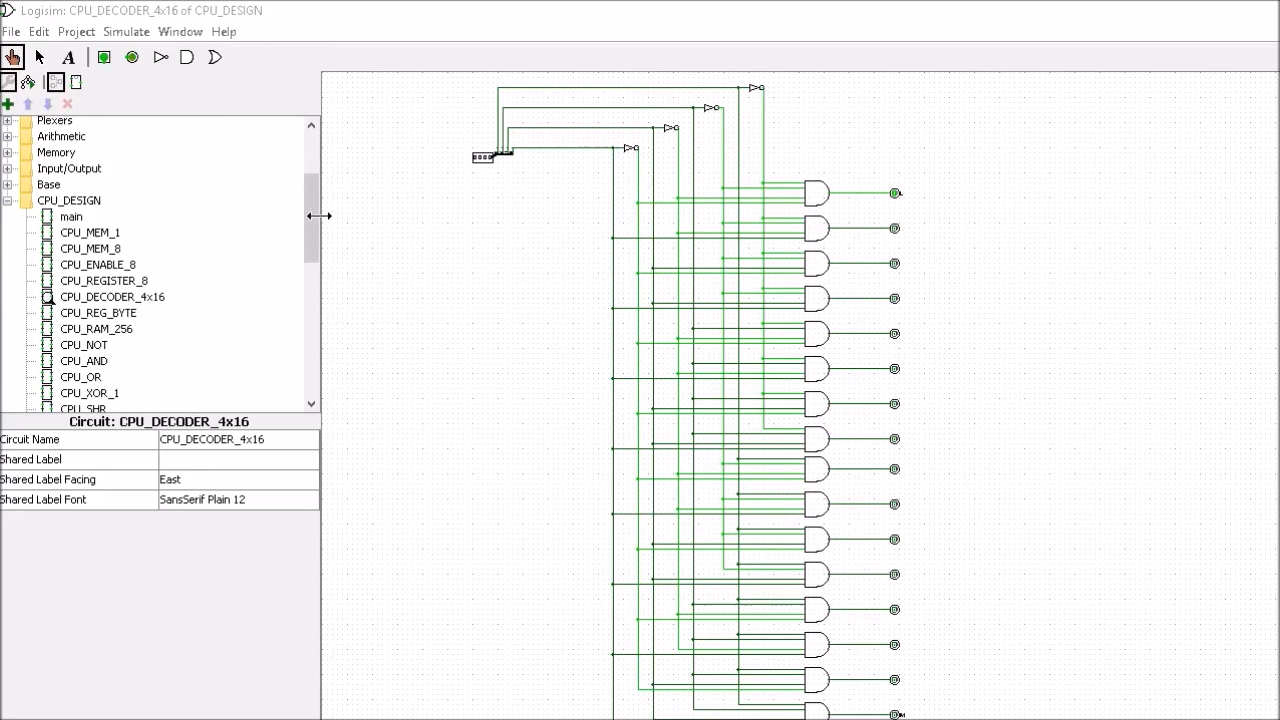 Logisim: CPU_DECODER_4x16 of CPU_DESIGN
File Edit Project Simulate Window Help
A
Plexers
Arithmetic
Memory
Input/Output
Base
CPU_DESIGN
main
CPU_MEM_1
CPU_MEM_8
CPU_ENABLE_8
CPU_REGISTER_8
CPU_DECODER_4x16
CPU_REG_BYTE
CPU_RAM_256
CPU_NOT
CPU_AND
CPU_OR
CPU_XOR_1
CPU_SHR
Circuit: CPU_DECODER_4x16
Circuit Name CPU_DECODER_4x16
Shared Label
Shared Label Facing East
Shared Label Font SansSerif Plain 12